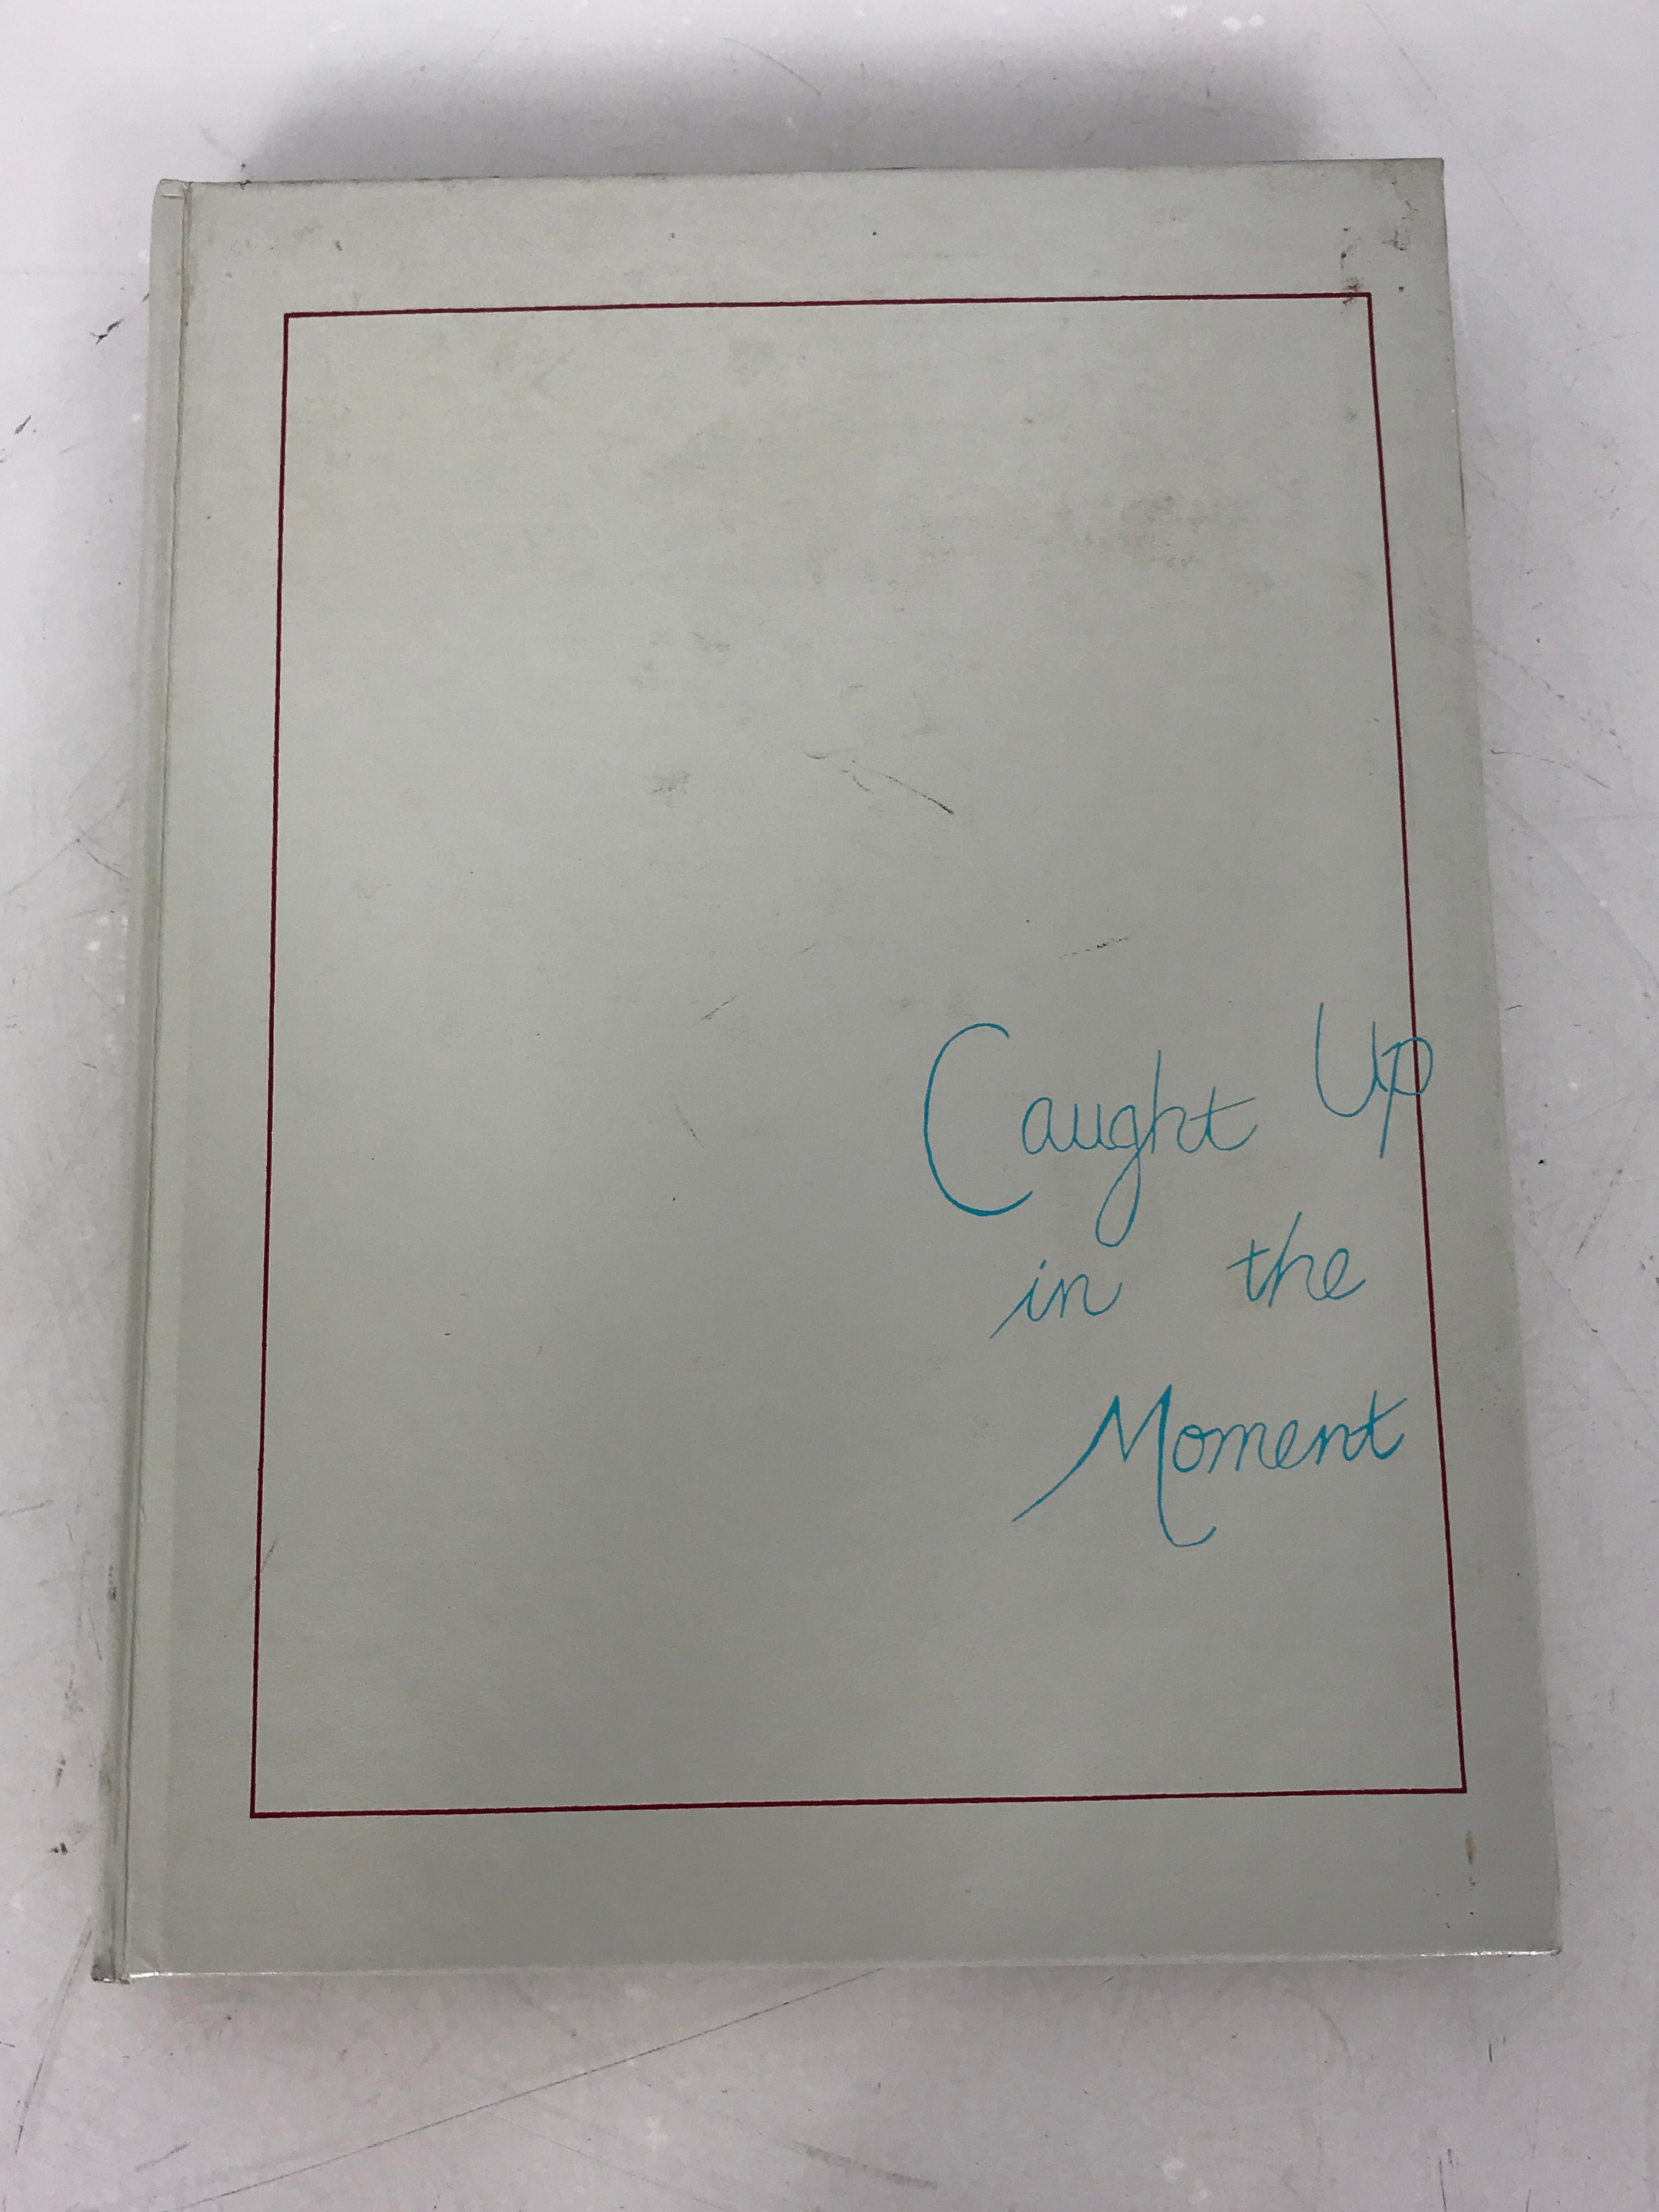 Caught Up
in the
Moment